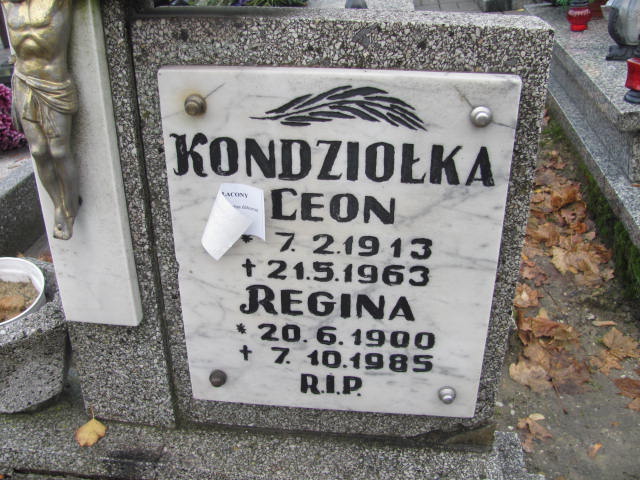 KONDZIOŁKA
LEON
* 7.2.1913
✝ 21.5.1963
REGINA
* 20.6.1900
✝ 7.10.1985
R.I.P.